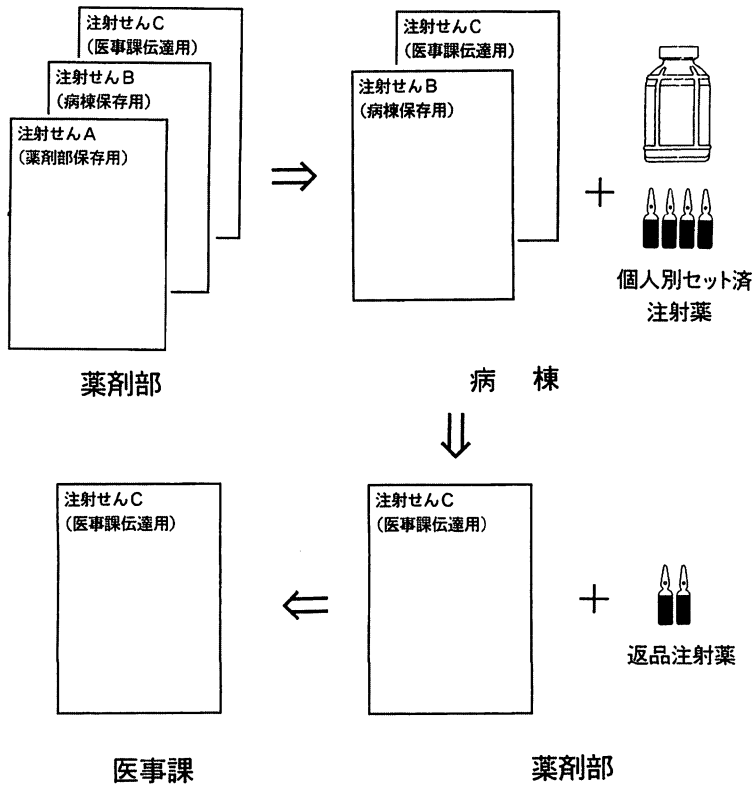 注射せんC
(医事課伝達用)
注射せんB
(病棟保存用)
注射せんA
(薬剤部保存用)
薬剤部
注射せんC
(医事課伝達用)
注射せんB
(病棟保存用)
個人別セット済
注射薬
病 棟
注射せんC
(医事課伝達用)
医事課
注射せんC
(医事課伝達用)
返品注射薬
薬剤部